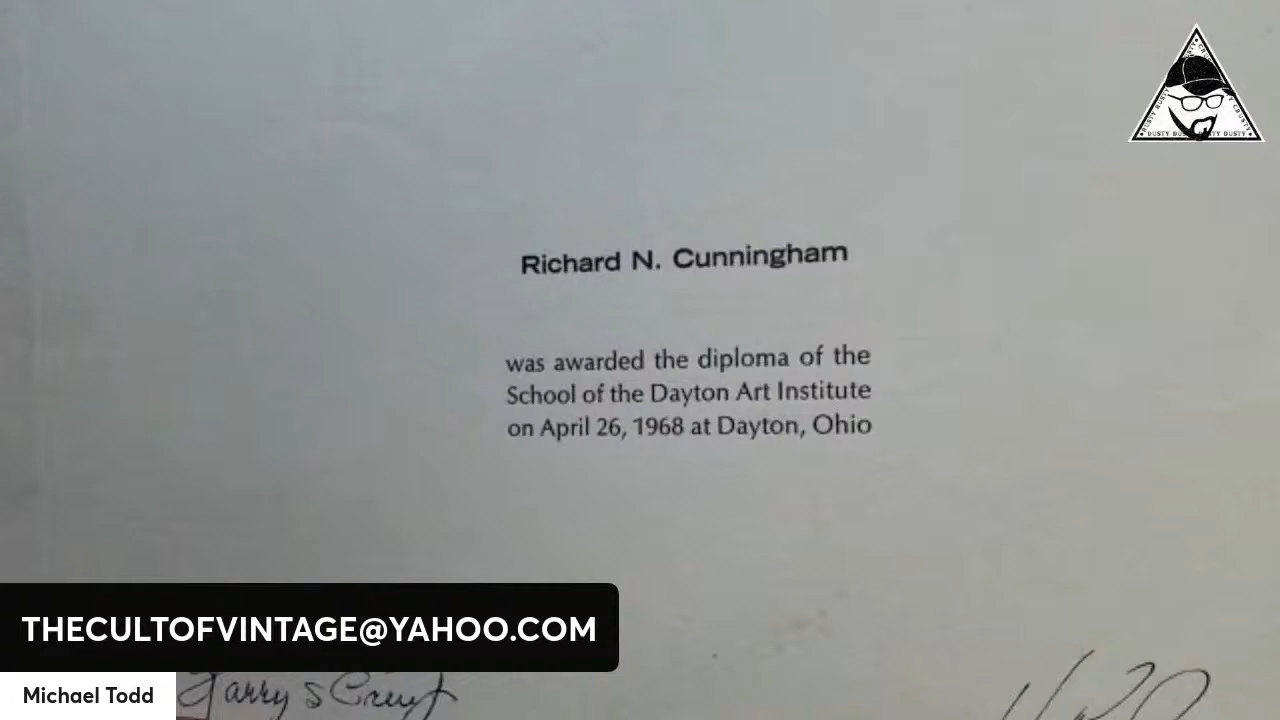 Richard N. Cunningham
was awarded the diploma of the
School of the Dayton Art Institute
on April 26, 1968 at Dayton, Ohio
THECULTOFVINTAGE@YAHOO.COM
Michael Todd